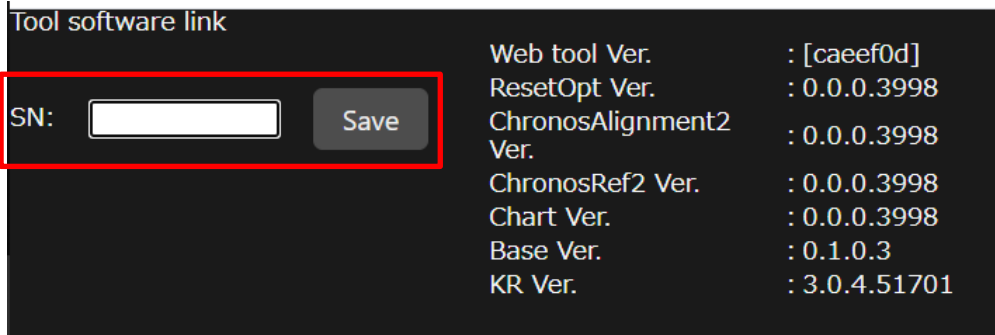 Tool software link
SN:
Save
Web tool Ver. : [caeef0d]
ResetOpt Ver. : 0.0.0.3998
ChronosAlignment2
Ver. : 0.0.0.3998
ChronosRef2 Ver. : 0.0.0.3998
Chart Ver. : 0.0.0.3998
Base Ver. : 0.1.0.3
KR Ver. : 3.0.4.51701